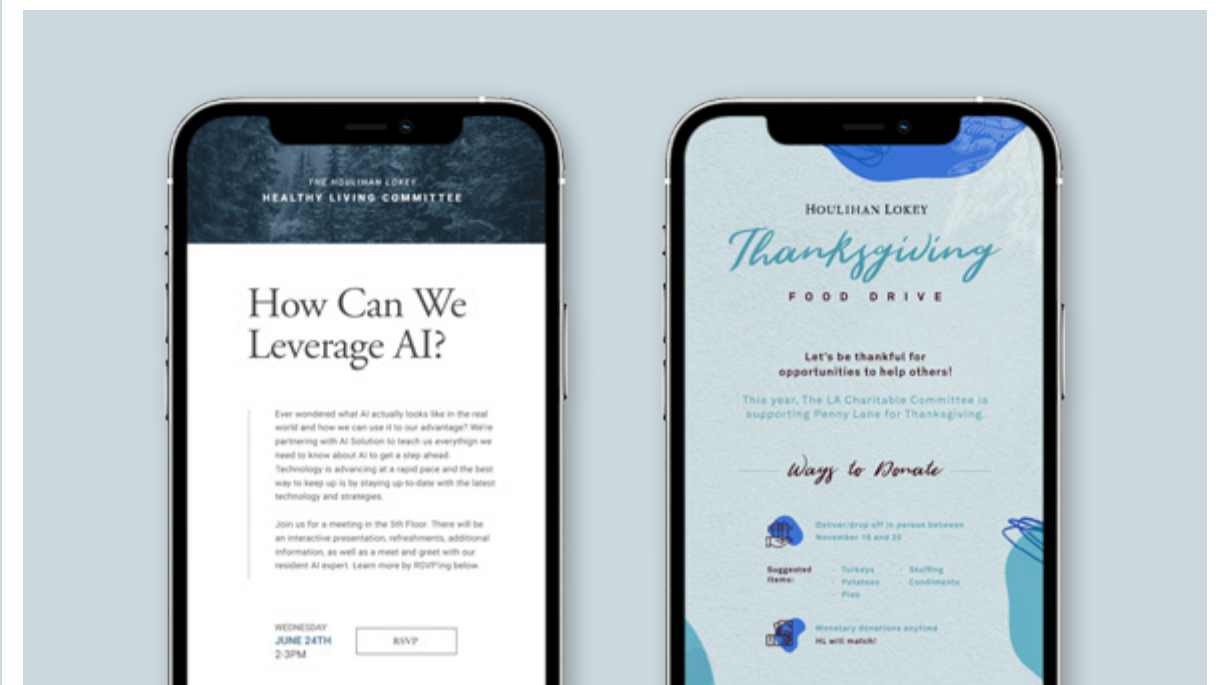 THE HOULIHAN LOKEY
HEALTHY LIVING COMMITTEE
How Can We
Leverage AI?
Ever wondered what AI actually looks like in the real
world and how we can use it to our advantage? We're
partnering with AI Solution to teach us everythign we
need to know about AI to get a step ahead.
Technology is advancing at a rapid pace and the best
way to keep up is by staying up-to-date with the latest
technology and strategies.
Join us for a meeting in the 5th Floor. There will be
an interactive presentation, refreshments, additional
information, as well as a meet and greet with our
resident AI expert. Learn more by RSVP'ing below.
WEDNESDAY
JUNE 24TH
2-3PM
RSVP
HOULIHAN LOKEY
Thanksgiving
FOOD DRIVE
Let's be thankful for
opportunities to help others!
This year, The LA Charitable Committee is
supporting Penny Lane for Thanksgiving.
Ways to Donate
Deliver/drop off in person between
November 16 and 20
Suggested
Items:
- Turkeys
- Potatoes
- Pies
- Stuffing
- Condiments
Monetary donations anytime
HL will match!